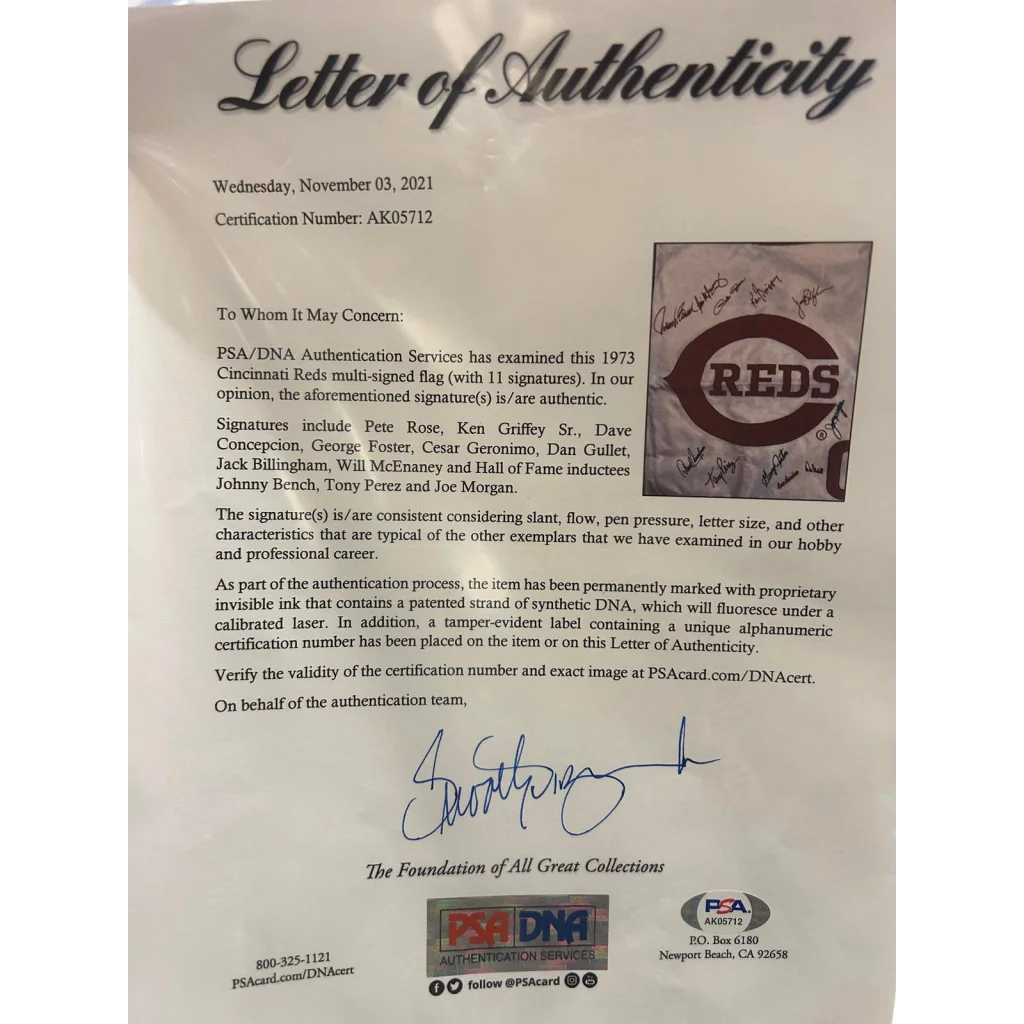 Letter of Authenticity
Wednesday, November 03, 2021
Certification Number: AK05712
To Whom It May Concern:
PSA/DNA Authentication Services has examined this 1973
Cincinnati Reds multi-signed flag (with 11 signatures). In our
opinion, the aforementioned signature(s) is/are authentic.
Signatures include Pete Rose, Ken Griffey Sr., Dave
Concepcion, George Foster, Cesar Geronimo, Dan Gullet,
Jack Billingham, Will McEnaney and Hall of Fame inductees
Johnny Bench, Tony Perez and Joe Morgan.
REDS
®
The signature(s) is/are consistent considering slant, flow, pen pressure, letter size, and other
characteristics that are typical of the other exemplars that we have examined in our hobby
and professional career.
As part of the authentication process, the item has been permanently marked with proprietary
invisible ink that contains a patented strand of synthetic DNA, which will fluoresce under a
calibrated laser. In addition, a tamper-evident label containing a unique alphanumeric
certification number has been placed on the item or on this Letter of Authenticity.
Verify the validity of the certification number and exact image at PSAcard.com/DNAcert.
On behalf of the authentication team,
The Foundation of All Great Collections
800-325-1121
PSAcard.com/DNAcert
PSA DNA
AUTHENTICATION SERVICES
follow @PSAcard
PSA.
AK05712
P.O. Box 6180
Newport Beach, CA 92658